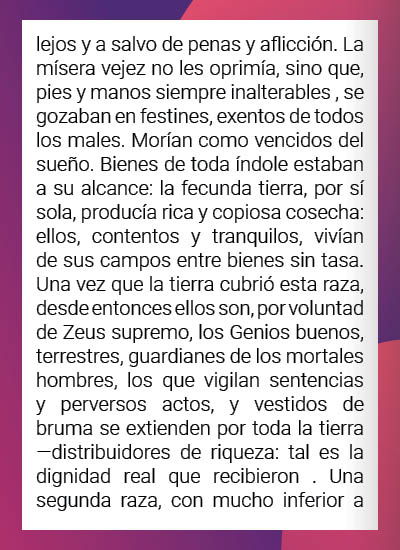 lejos y a salvo de penas y aflicción. La
mísera vejez no les oprimía, sino que,
pies y manos siempre inalterables , se
gozaban en festines, exentos de todos
los males. Morían como vencidos del
sueño. Bienes de toda índole estaban
a su alcance: la fecunda tierra, por sí
sola, producía rica y copiosa cosecha:
ellos, contentos y tranquilos, vivían
de sus campos entre bienes sin tasa.
Una vez que la tierra cubrió esta raza,
desde entonces ellos son, por voluntad
de Zeus supremo, los Genios buenos,
terrestres, guardianes de los mortales
hombres, los que vigilan sentencias
y perversos actos, y vestidos de
bruma se extienden por toda la tierra
—distribuidores de riqueza: tal es la
dignidad real que recibieron . Una
segunda raza, con mucho inferior a